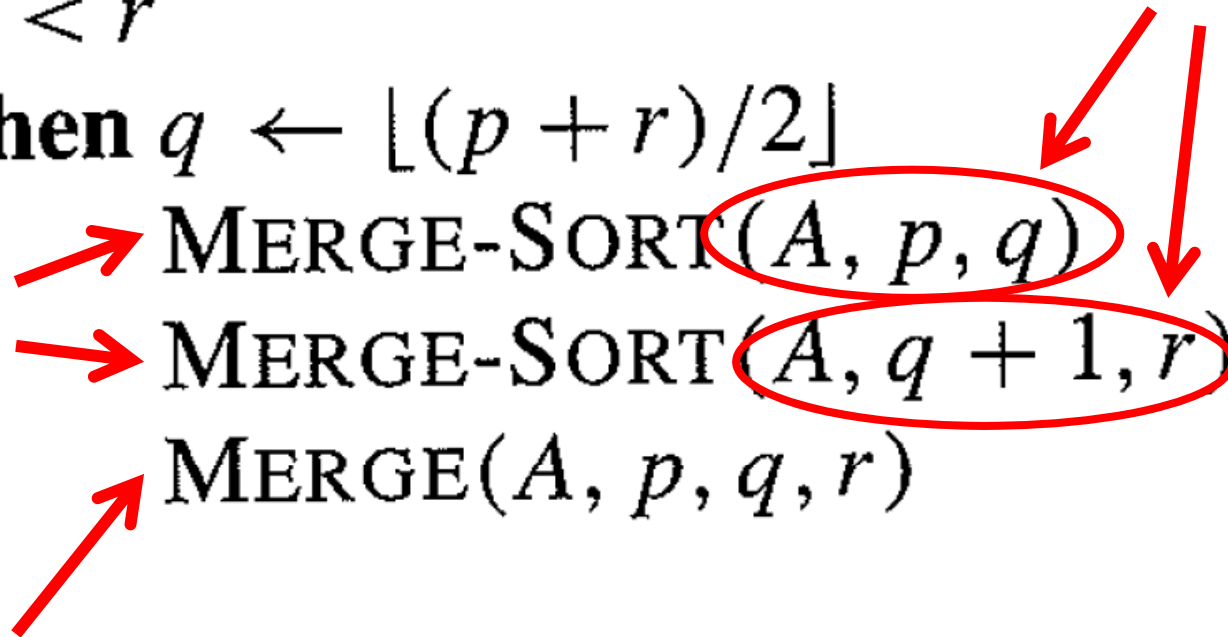 < r
hen q ← ⌊(p + r)/2⌋
MERGE-SORT(A, p, q)
MERGE-SORT(A, q + 1, r)
MERGE(A, p, q, r)